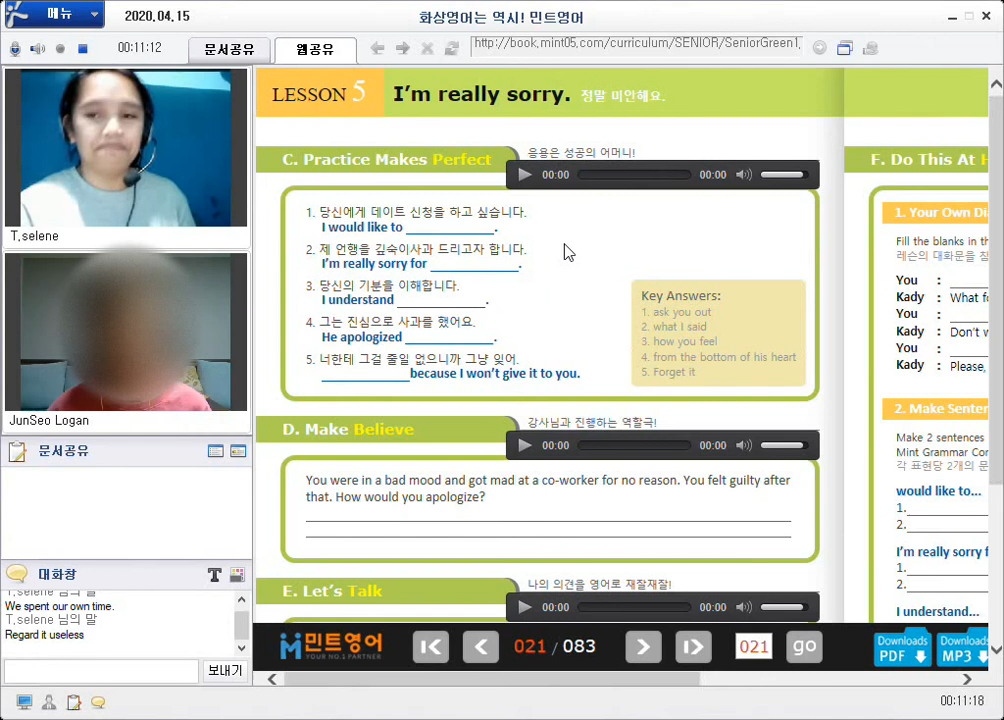 메뉴
2020.04.15
화상영어는 역시! 민트영어
00:11:12
문서공유
웹공유
http://book.mint05.com/curriculum/SENIOR/SeniorGreen1,
T,selene
JunSeo Logan
문서공유
대화창
T,selene 님의 말
We spent our own time.
T,selene 님의 말
Regard it useless
보내기
LESSON 5
I'm really sorry. 정말 미안해요.
C. Practice Makes Perfect
응용은 성공의 어머니!
00:00 00:00
1. 당신에게 데이트 신청을 하고 싶습니다.
I would like to ____________.
2. 제 언행을 깊숙이사과 드리고자 합니다.
I'm really sorry for ____________.
3. 당신의 기분을 이해합니다.
I understand ____________.
4. 그는 진심으로 사과를 했어요.
He apologized ____________.
5. 너한테 그걸 줄일 없으니까 그냥 잊어.
____________because I won't give it to you.
Key Answers:
1. ask you out
2. what I said
3. how you feel
4. from the bottom of his heart
5. Forget it
D. Make Believe
강사님과 진행하는 역할극!
00:00 00:00
You were in a bad mood and got mad at a co-worker for no reason. You felt guilty after
that. How would you apologize?
E. Let's Talk
나의 의견을 영어로 재잘재잘!
00:00 00:00
F. Do This At
1. Your Own Di
Fill the blanks in th
레슨의 대화문을 참
You :
Kady : What fo
You :
Kady : Don't w
You :
Kady : Please,
2. Make Senten
Make 2 sentences
Mint Grammar Con
각 표현당 2개의 문
would like to...
1.
2.
I'm really sorry f
1.
2.
I understand...
민트영어
YOUR NO.1 PARTNER
021 / 083
021
go
Downloads
PDF
Downloads
MP3
00:11:18